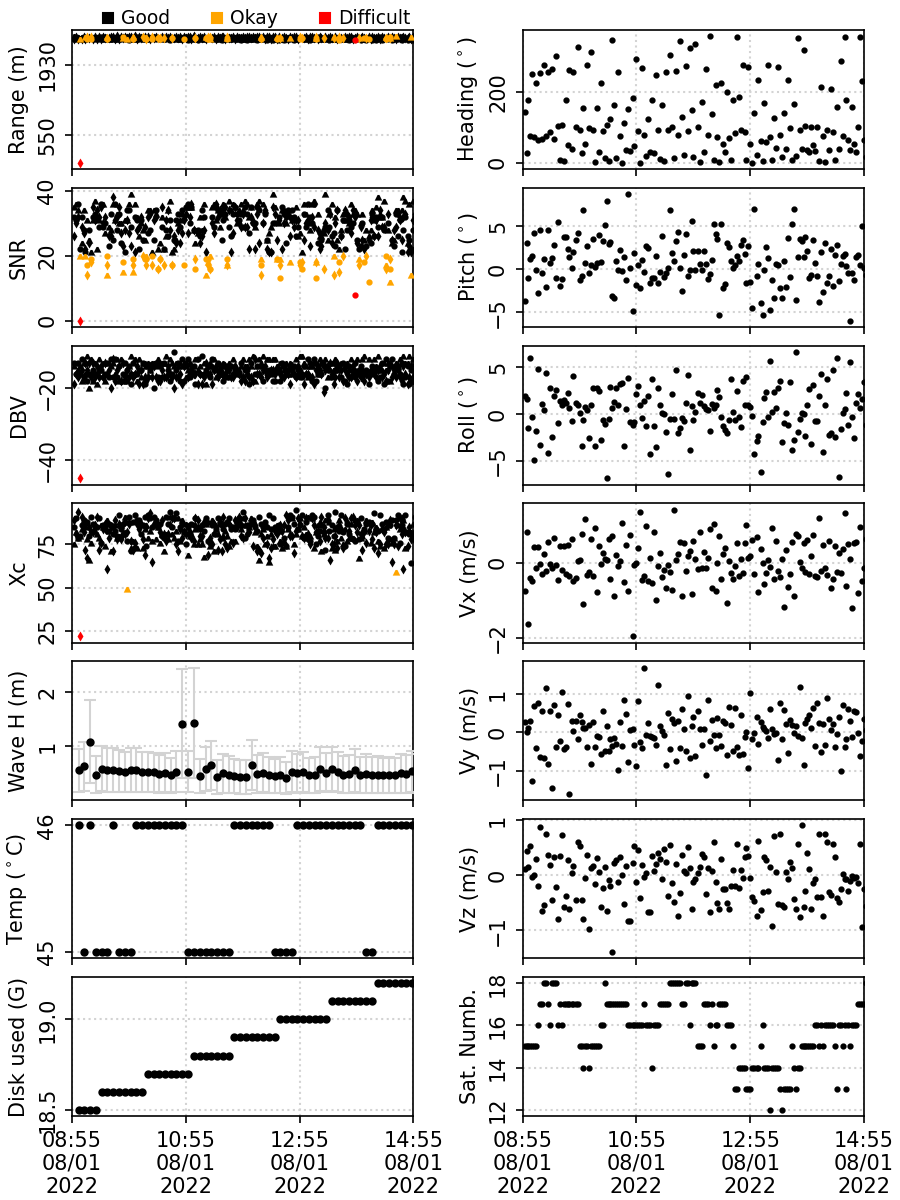 Good Okay Difficult
Range (m)
1930
550
Heading (°)
200
0
SNR
40
20
0
Pitch (°)
5
0
−5
DBV
−20
−40
Roll (°)
5
0
−5
Xc
75
50
25
Vx (m/s)
0
−2
Wave H (m)
2
1
Vy (m/s)
1
0
−1
Temp (°C)
46
45
Vz (m/s)
1
0
−1
Disk used (G)
19.0
18.5
Sat. Numb.
18
16
14
12
08:55 10:55 12:55 14:55 08:55 10:55 12:55 14:55
08/01 08/01 08/01 08/01 08/01 08/01 08/01 08/01
2022 2022 2022 2022 2022 2022 2022 2022